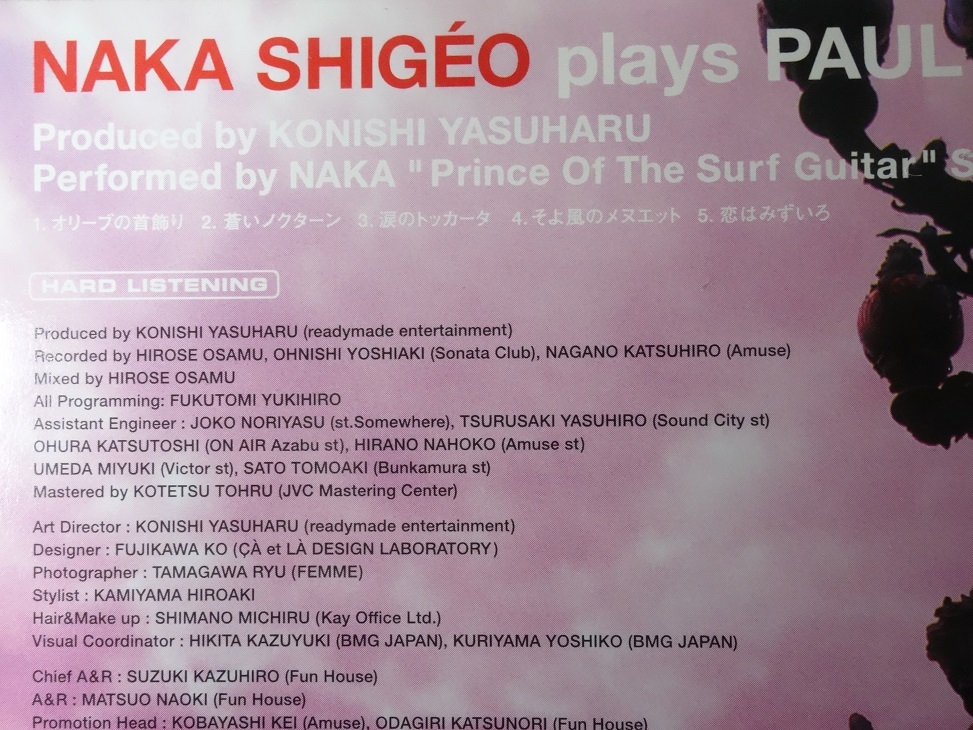 NAKA SHIGÉO plays PAUL
Produced by KONISHI YASUHARU
Performed by NAKA "Prince Of The Surf Guitar" S
1. オリーブの首飾り 2. 蒼いノクターン 3. 涙のトッカータ 4. そよ風のメヌエット 5. 恋はみずいろ
HARD LISTENING
Produced by KONISHI YASUHARU (readymade entertainment)
Recorded by HIROSE OSAMU, OHNISHI YOSHIAKI (Sonata Club), NAGANO KATSUHIRO (Amuse)
Mixed by HIROSE OSAMU
All Programming: FUKUTOMI YUKIHIRO
Assistant Engineer : JOKO NORIYASU (st.Somewhere), TSURUSAKI YASUHIRO (Sound City st)
OHURA KATSUTOSHI (ON AIR Azabu st), HIRANO NAHOKO (Amuse st)
UMEDA MIYUKI (Victor st), SATO TOMOAKI (Bunkamura st)
Mastered by KOTETSU TOHRU (JVC Mastering Center)
Art Director : KONISHI YASUHARU (readymade entertainment)
Designer : FUJIKAWA KO (ÇÀ et LÀ DESIGN LABORATORY)
Photographer : TAMAGAWA RYU (FEMME)
Stylist : KAMIYAMA HIROAKI
Hair&Make up : SHIMANO MICHIRU (Kay Office Ltd.)
Visual Coordinator : HIKITA KAZUYUKI (BMG JAPAN), KURIYAMA YOSHIKO (BMG JAPAN)
Chief A&R : SUZUKI KAZUHIRO (Fun House)
A&R : MATSUO NAOKI (Fun House)
Promotion Head : KOBAYASHI KEI (Amuse), ODAGIRI KATSUNORI (Fun House)